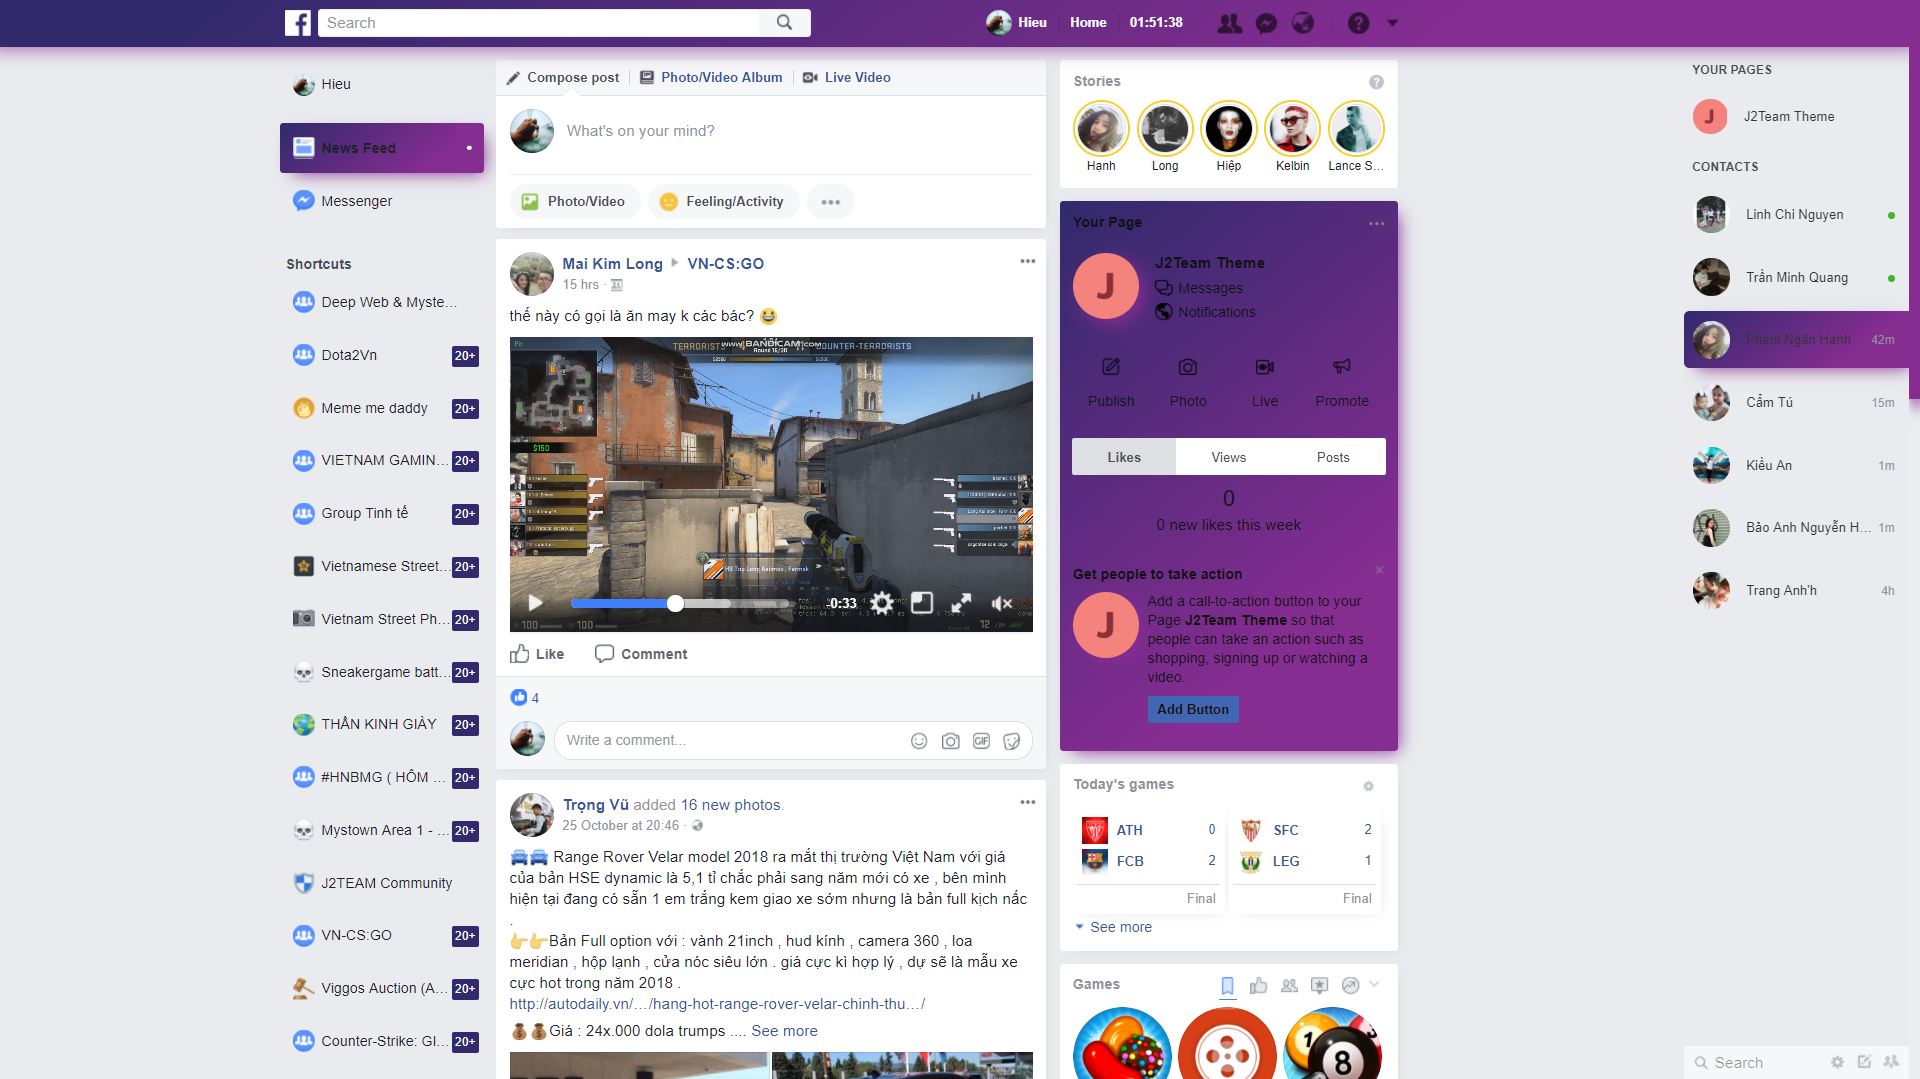 Search
Hieu
Home
01:51:38
Hieu
News Feed
Messenger
Shortcuts
Deep Web & Myste...
Dota2Vn 20+
Meme me daddy 20+
VIETNAM GAMIN... 20+
Group Tinh tế 20+
Vietnamese Street... 20+
Vietnam Street Ph... 20+
Sneakergame batt... 20+
THẦN KINH GIÀY 20+
#HNBMG ( HÔM ... 20+
Mystown Area 1 - ... 20+
J2TEAM Community
VN-CS:GO 20+
Viggos Auction (A... 20+
Counter-Strike: Gl... 20+
Compose post
Photo/Video Album
Live Video
What's on your mind?
Photo/Video
Feeling/Activity
Mai Kim Long ▸ VN-CS:GO
15 hrs ·
thế này có gọi là ăn may k các bác? 😀
Pit
TERRORISTS
www.BANDICAM.com
COUNTER-TERRORISTS
Round 16/30
$150
HS Top Long Asiimov | Farmsk
0:33
100
100
12
Like
Comment
4
Write a comment...
GIF
Trọng Vũ added 16 new photos.
25 October at 20:46 ·
🚘🚘 Range Rover Velar model 2018 ra mắt thị trường Việt Nam với giá
của bản HSE dynamic là 5,1 tỉ chắc phải sang năm mới có xe , bên mình
hiện tại đang có sẵn 1 em trắng kem giao xe sớm nhưng là bản full kịch nấc
.
👉👉Bản Full option với : vành 21inch , hud kính , camera 360 , loa
meridian , hộp lạnh , cửa nóc siêu lớn . giá cực kì hợp lý , dự sẽ là mẫu xe
cực hot trong năm 2018 .
http://autodaily.vn/…/hang-hot-range-rover-velar-chinh-thu…/
💰💰Giá : 24x.000 dola trumps .... See more
Stories
Hạnh
Long
Hiệp
Kelbin
Lance S...
Your Page
J
J2Team Theme
Messages
Notifications
Publish
Photo
Live
Promote
Likes
Views
Posts
0
0 new likes this week
Get people to take action
J
Add a call-to-action button to your
Page J2Team Theme so that
people can take an action such as
shopping, signing up or watching a
video.
Add Button
Today's games
ATH 0
FCB 2
Final
SFC 2
LEG 1
Final
See more
Games
1
8
YOUR PAGES
J
J2Team Theme
CONTACTS
Linh Chi Nguyen
Trần Minh Quang
Phạm Ngân Hạnh 42m
Cẩm Tú 15m
Kiều An 1m
Bảo Anh Nguyễn H... 1m
Trang Anh'h 4h
Search